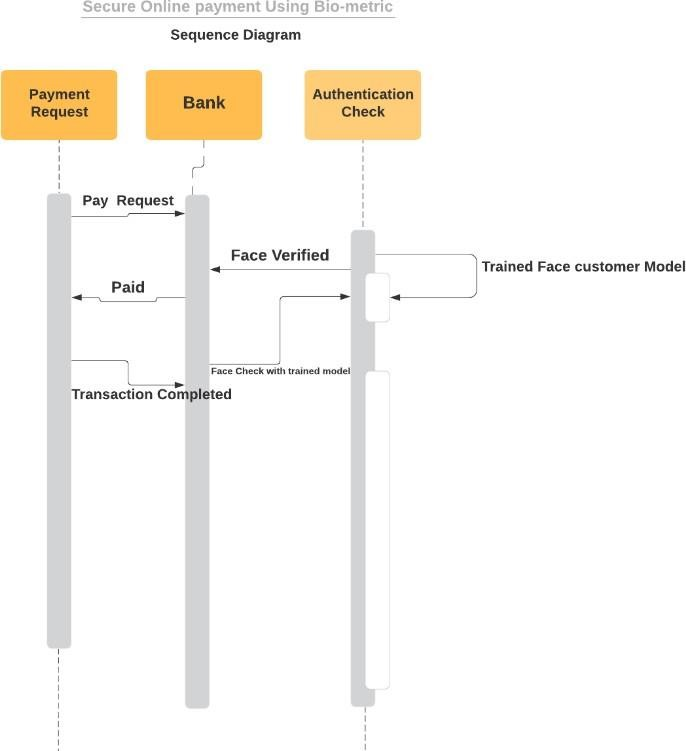 Secure Online payment Using Bio-metric
Sequence Diagram
Payment
Request
Bank
Authentication
Check
Pay Request
Face Verified
Trained Face customer Model
Paid
Face Check with trained model
Transaction Completed